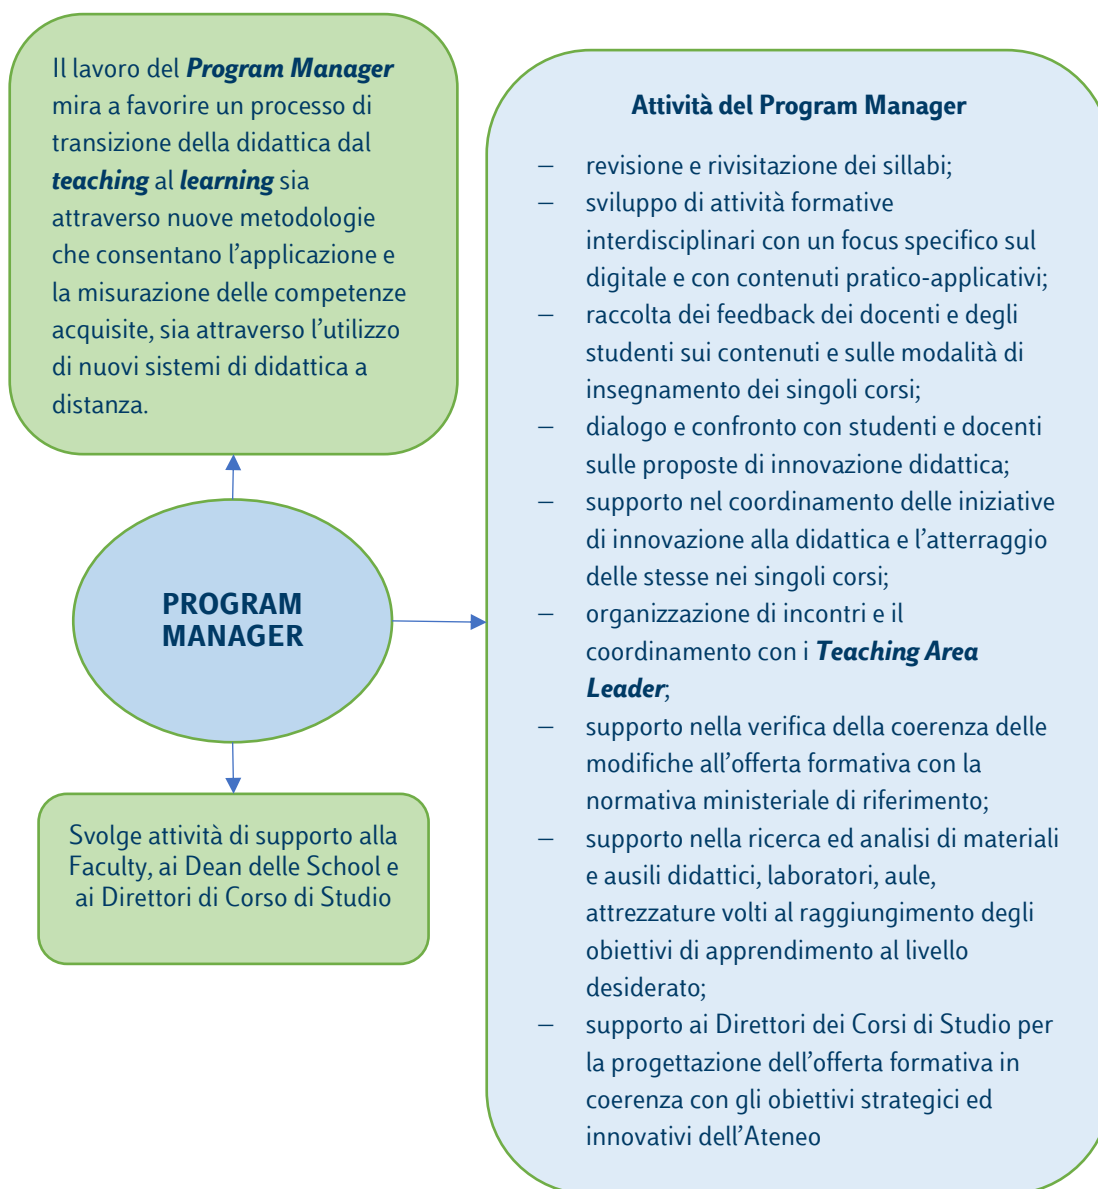 Il lavoro del Program Manager
mira a favorire un processo di
transizione della didattica dal
teaching al learning sia
attraverso nuove metodologie
che consentano l’applicazione e
la misurazione delle competenze
acquisite, sia attraverso l’utilizzo
di nuovi sistemi di didattica a
distanza.
PROGRAM
MANAGER
Svolge attività di supporto alla
Faculty, ai Dean delle School e
ai Direttori di Corso di Studio
Attività del Program Manager
– revisione e rivisitazione dei sillabi;
– sviluppo di attività formative
interdisciplinari con un focus specifico sul
digitale e con contenuti pratico-applicativi;
– raccolta dei feedback dei docenti e degli
studenti sui contenuti e sulle modalità di
insegnamento dei singoli corsi;
– dialogo e confronto con studenti e docenti
sulle proposte di innovazione didattica;
– supporto nel coordinamento delle iniziative
di innovazione alla didattica e l’atterraggio
delle stesse nei singoli corsi;
– organizzazione di incontri e il
coordinamento con i Teaching Area
Leader;
– supporto nella verifica della coerenza delle
modifiche all’offerta formativa con la
normativa ministeriale di riferimento;
– supporto nella ricerca ed analisi di materiali
e ausili didattici, laboratori, aule,
attrezzature volti al raggiungimento degli
obiettivi di apprendimento al livello
desiderato;
– supporto ai Direttori dei Corsi di Studio per
la progettazione dell’offerta formativa in
coerenza con gli obiettivi strategici ed
innovativi dell’Ateneo